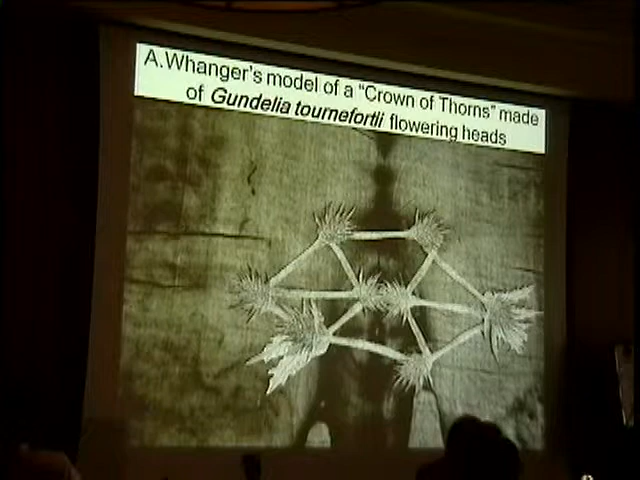 A.Whanger's model of a "Crown of Thorns" made
of Gundelia tournefortii flowering heads